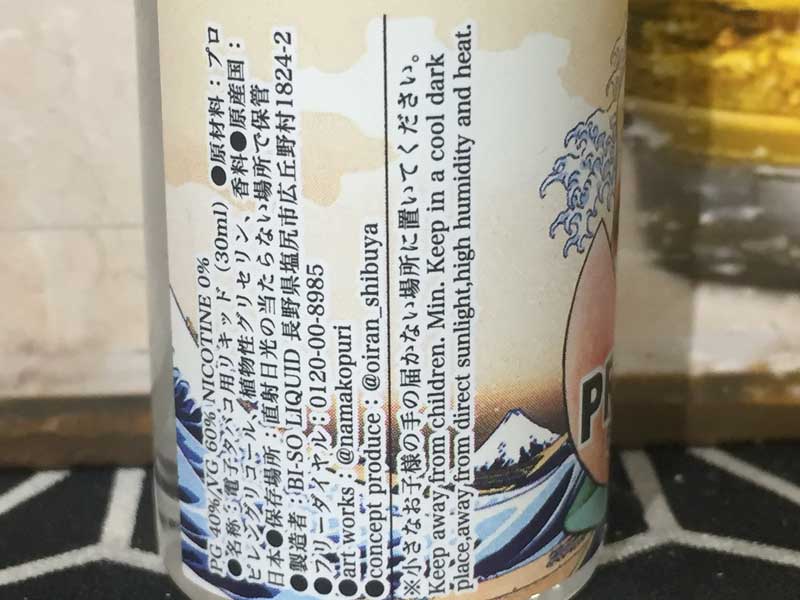 PG 40%/VG 60% NICOTINE 0%
●名称：電子タバコ用リキッド（30ml）●原材料：プロ
ピレングリコール、植物性グリセリン、香料●原産国：
日本●保存場所：直射日光の当たらない場所で保管
●製造者：BI-SO LIQUID 長野県塩尻市広丘野村1824-2
●フリーダイヤル：0120-00-8985
●art works：@namakopuri
●concept produce：@oiran_shibuya
※小さなお子様の手の届かない場所に置いてください。
Keep away,from children. Min. Keep in a cool dark
place,away,from direct sunlight,high humidity and heat.